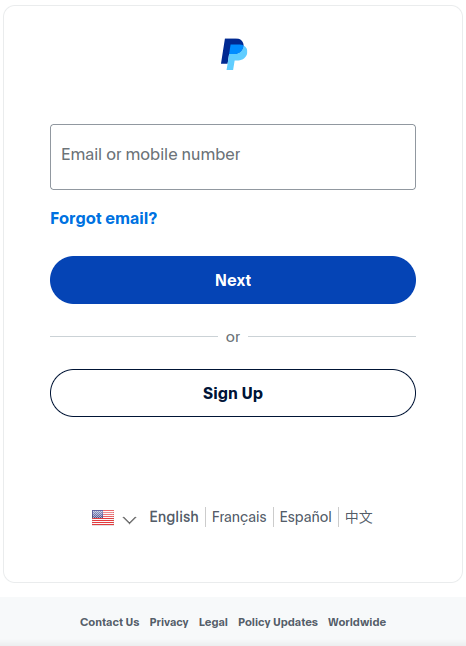 Email or mobile number
Forgot email?
Next
or
Sign Up
English Français Español 中文
Contact Us Privacy Legal Policy Updates Worldwide